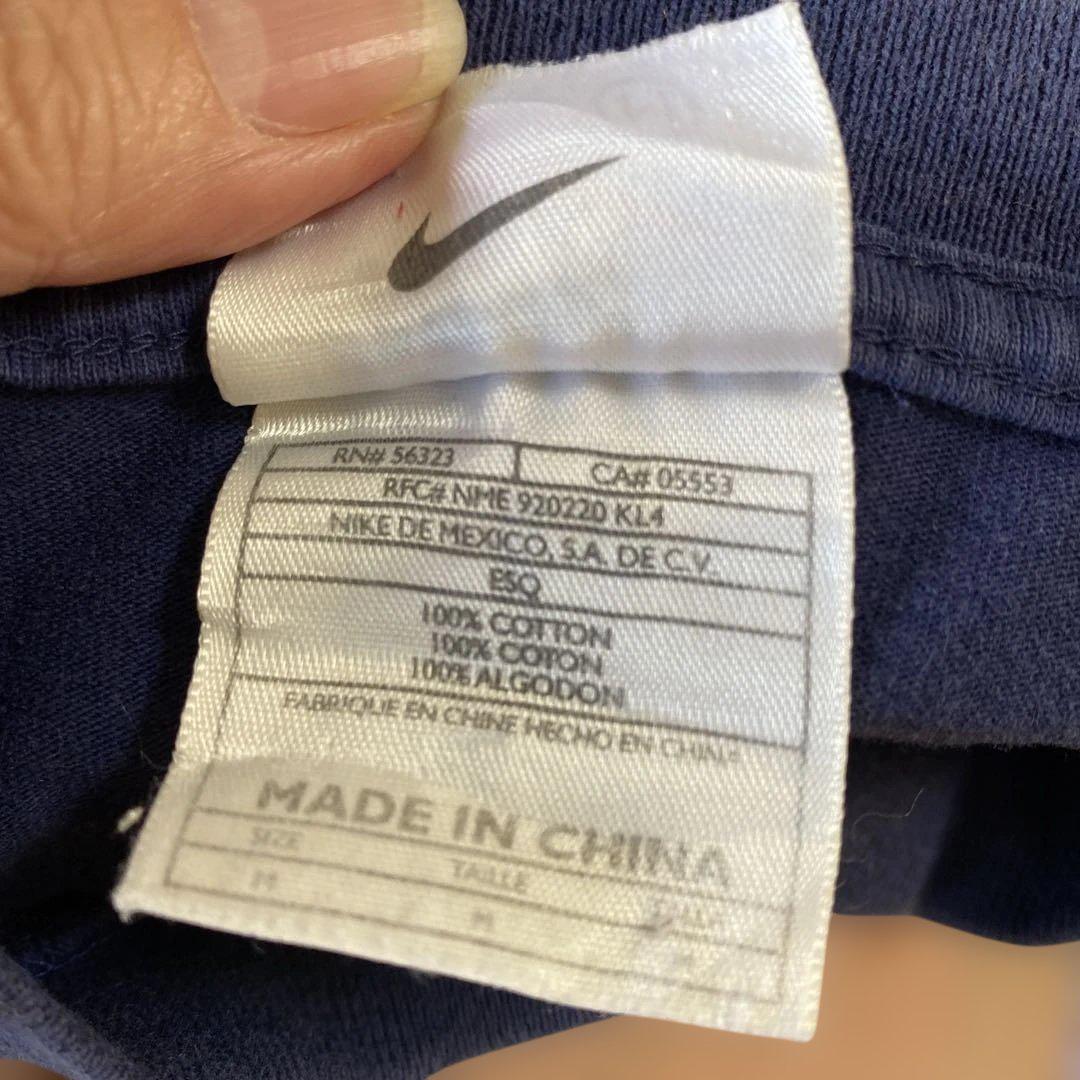 RN# 56323 CA# 05553
RFC# NME 920220 KL4
NIKE DE MEXICO, S.A. DE C.V.
ESQ
100% COTTON
100% COTON
100% ALGODON
FABRIQUE EN CHINE HECHO EN CHINA
MADE IN CHINA
SIZE TAILLE
M M